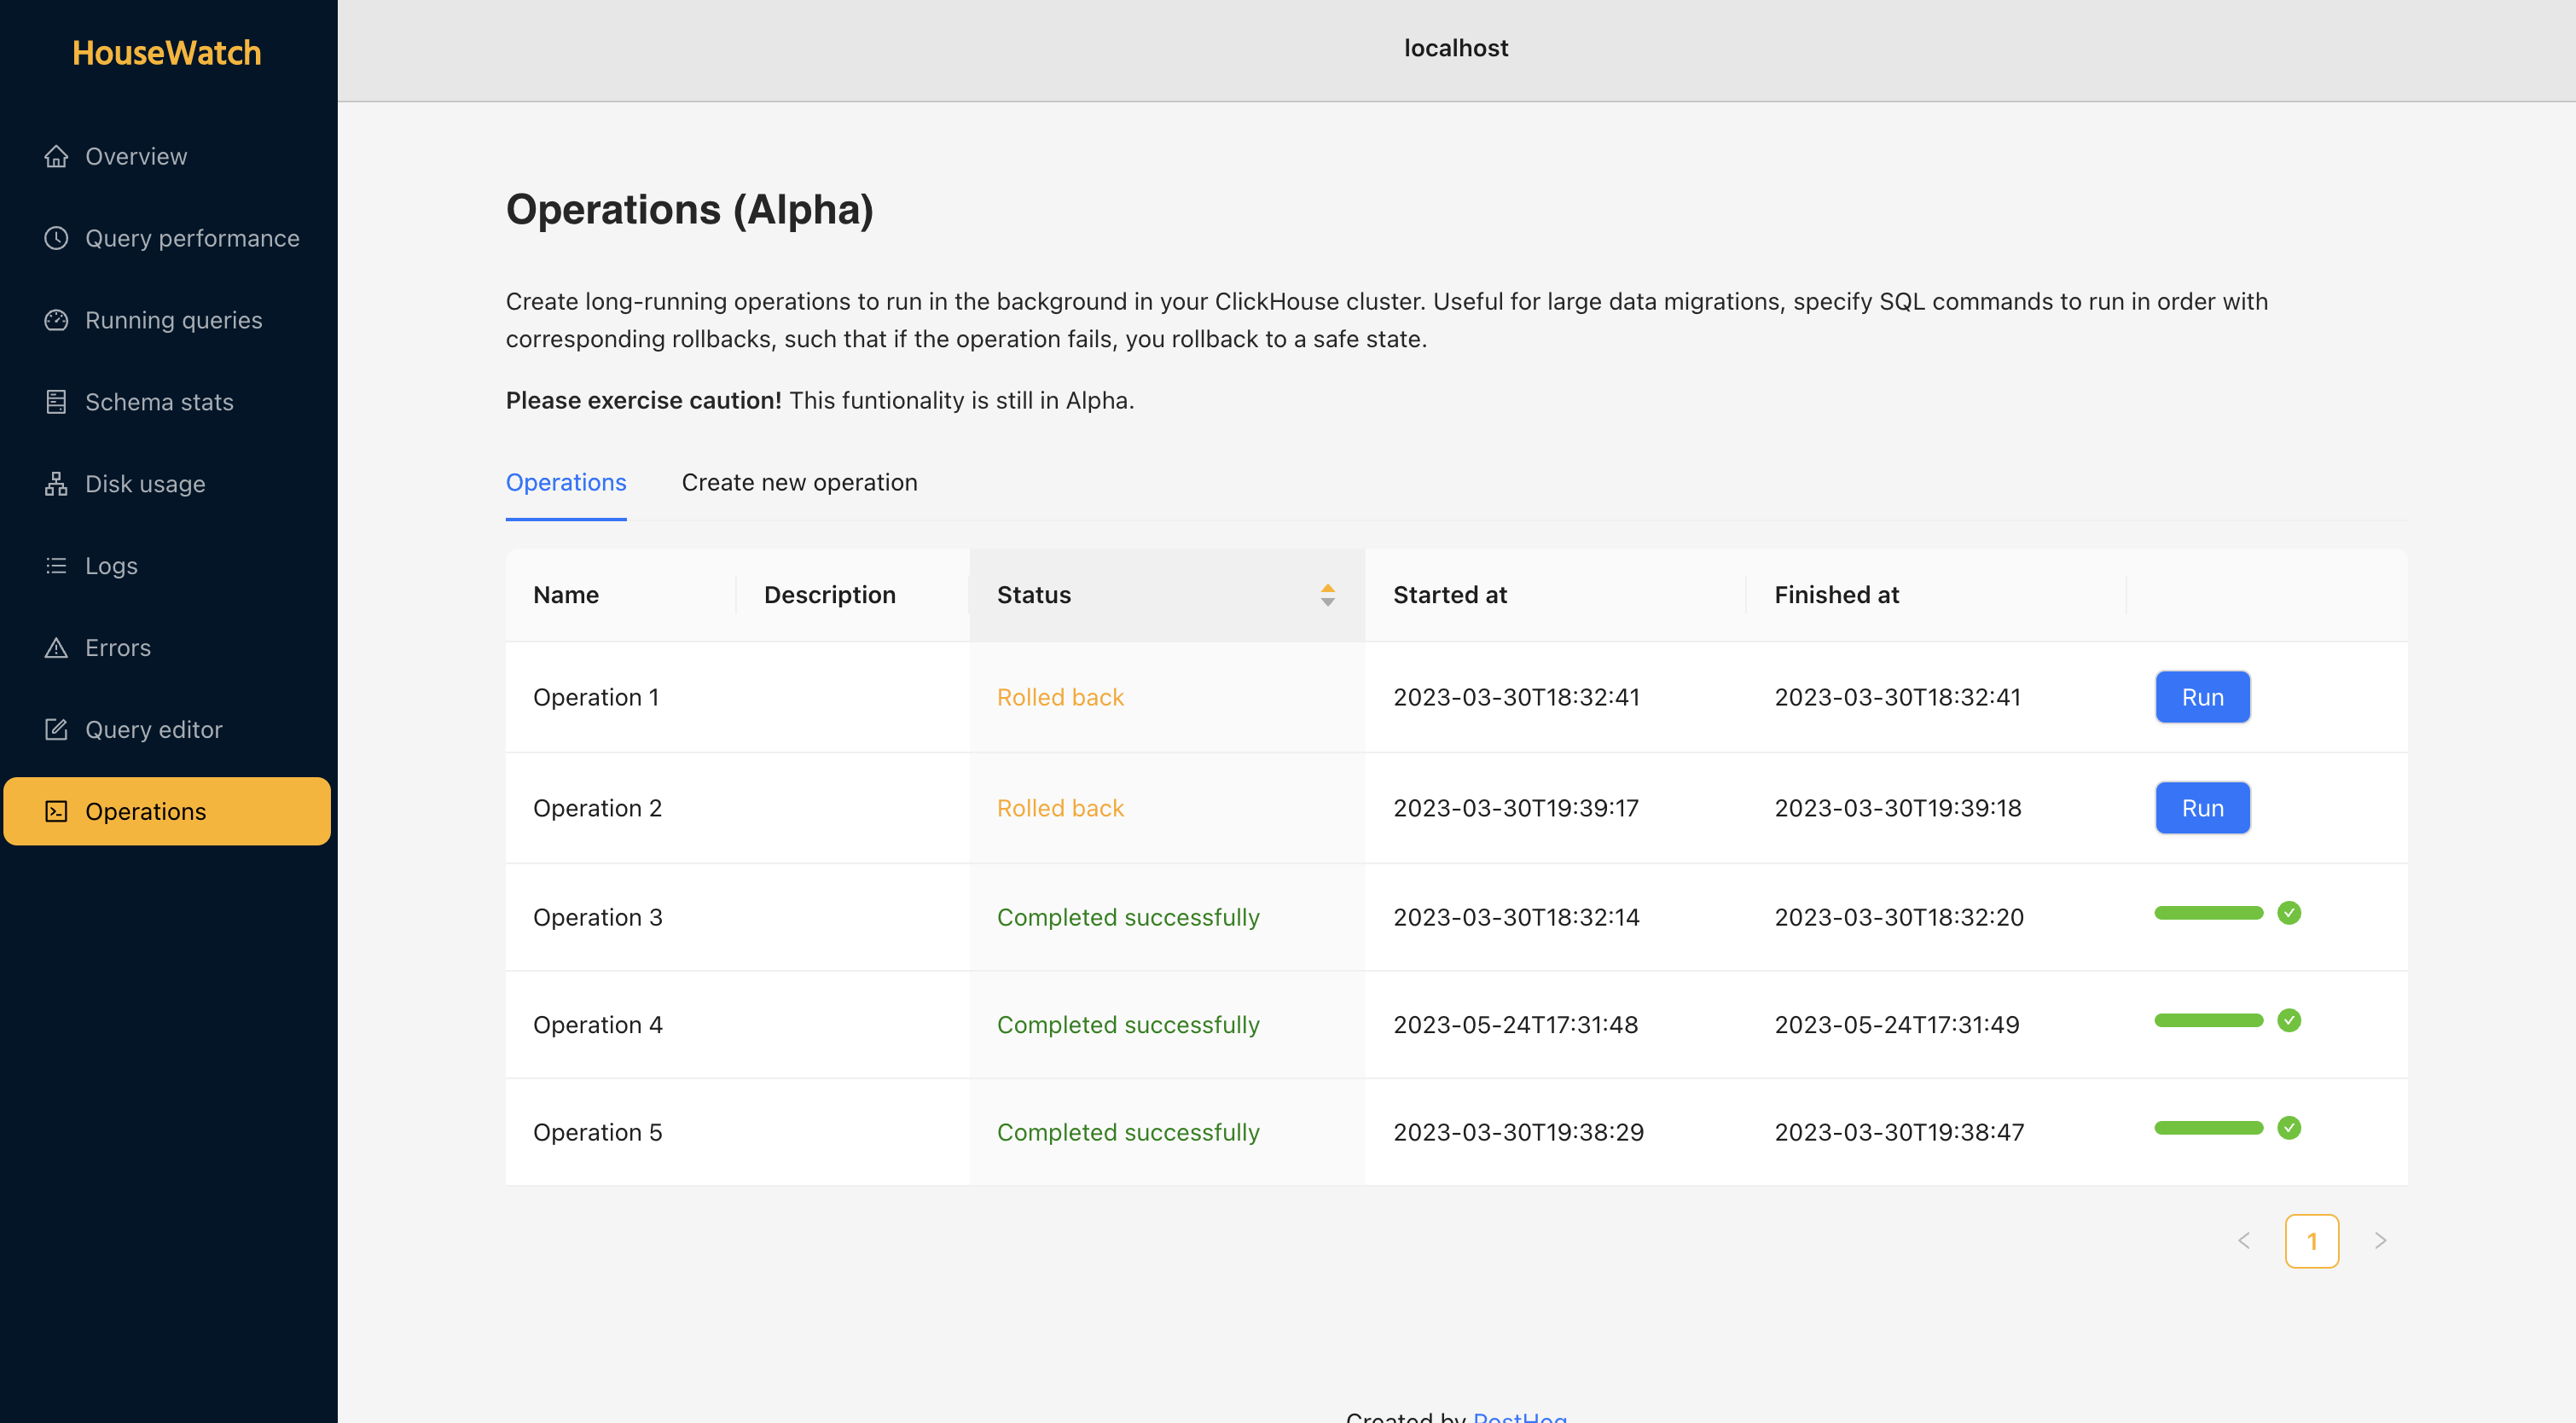 HouseWatch
localhost
Overview
Query performance
Running queries
Schema stats
Disk usage
Logs
Errors
Query editor
Operations
Operations (Alpha)
Create long-running operations to run in the background in your ClickHouse cluster. Useful for large data migrations, specify SQL commands to run in order with
corresponding rollbacks, such that if the operation fails, you rollback to a safe state.
Please exercise caution! This funtionality is still in Alpha.
Operations Create new operation
Name Description Status Started at Finished at
Operation 1 Rolled back 2023-03-30T18:32:41 2023-03-30T18:32:41 Run
Operation 2 Rolled back 2023-03-30T19:39:17 2023-03-30T19:39:18 Run
Operation 3 Completed successfully 2023-03-30T18:32:14 2023-03-30T18:32:20
Operation 4 Completed successfully 2023-05-24T17:31:48 2023-05-24T17:31:49
Operation 5 Completed successfully 2023-03-30T19:38:29 2023-03-30T19:38:47
1
Created by PostHog